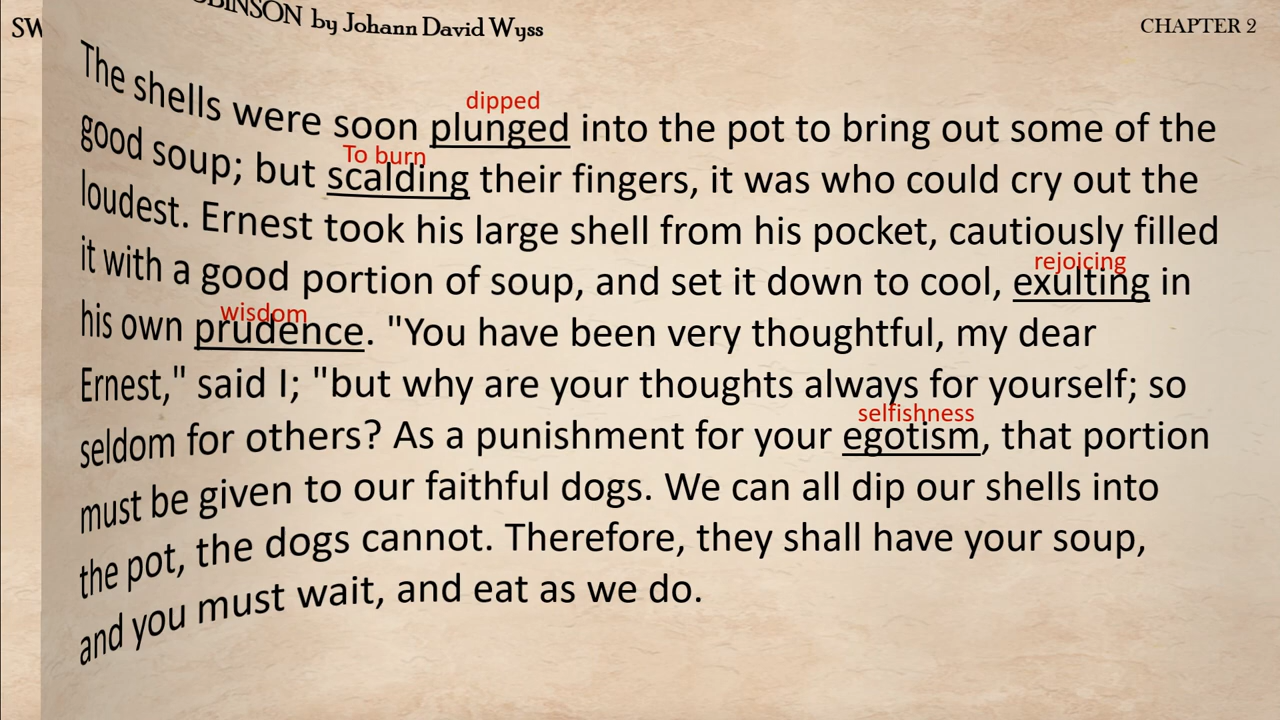 SW
OBINSON by Johann David Wyss
CHAPTER 2
The shells were soon plunged into the pot to bring out some of the
dipped
good soup; but scalding their fingers, it was who could cry out the
To burn
loudest. Ernest took his large shell from his pocket, cautiously filled
it with a good portion of soup, and set it down to cool, exulting in
rejoicing
his own prudence. "You have been very thoughtful, my dear
wisdom
Ernest," said I; "but why are your thoughts always for yourself; so
seldom for others? As a punishment for your egotism, that portion
selfishness
must be given to our faithful dogs. We can all dip our shells into
the pot, the dogs cannot. Therefore, they shall have your soup,
and you must wait, and eat as we do.